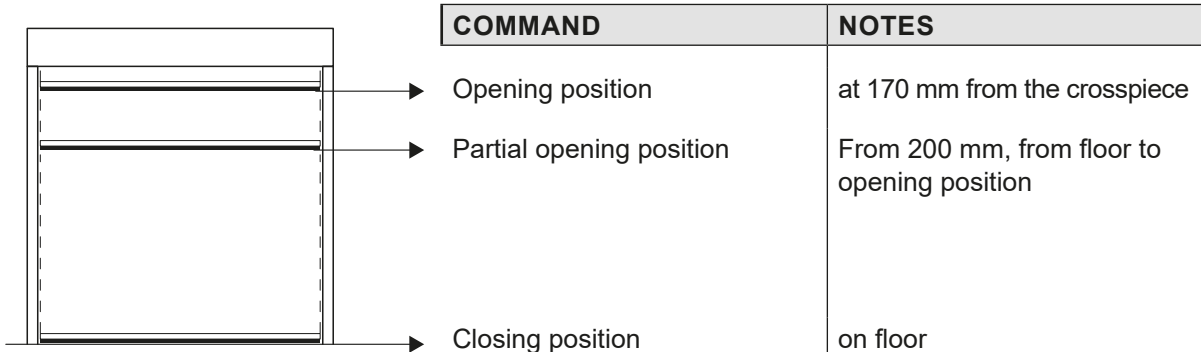 COMMAND NOTES
Opening position at 170 mm from the crosspiece
Partial opening position From 200 mm, from floor to
opening position
Closing position on floor